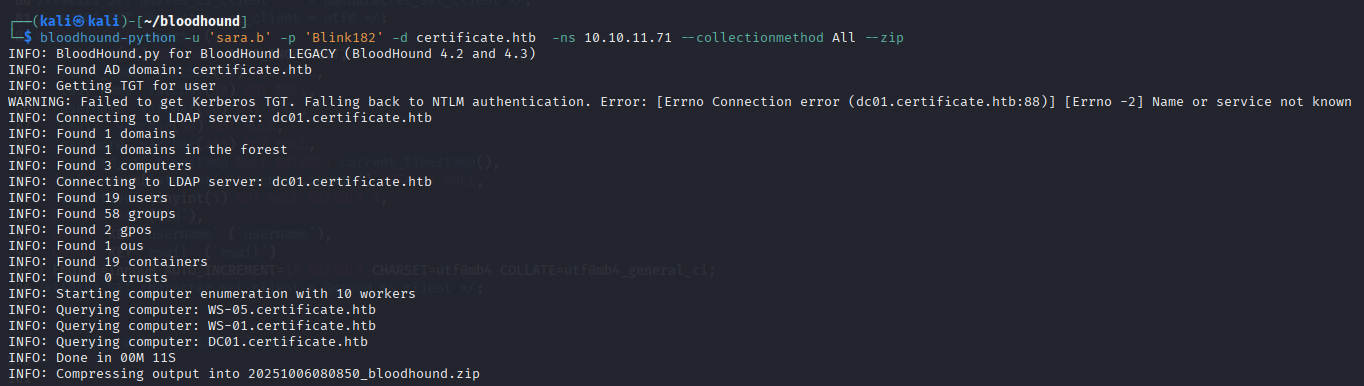 ┌──(kali㉿kali)-[~/bloodhound]
└─$ bloodhound-python -u 'sara.b' -p 'Blink182' -d certificate.htb  -ns 10.10.11.71 --collectionmethod All --zip
INFO: BloodHound.py for BloodHound LEGACY (BloodHound 4.2 and 4.3)
INFO: Found AD domain: certificate.htb
INFO: Getting TGT for user
WARNING: Failed to get Kerberos TGT. Falling back to NTLM authentication. Error: [Errno Connection error (dc01.certificate.htb:88)] [Errno -2] Name or service not known
INFO: Connecting to LDAP server: dc01.certificate.htb
INFO: Found 1 domains
INFO: Found 1 domains in the forest
INFO: Found 3 computers
INFO: Connecting to LDAP server: dc01.certificate.htb
INFO: Found 19 users
INFO: Found 58 groups
INFO: Found 2 gpos
INFO: Found 1 ous
INFO: Found 19 containers
INFO: Found 0 trusts
INFO: Starting computer enumeration with 10 workers
INFO: Querying computer: WS-05.certificate.htb
INFO: Querying computer: WS-01.certificate.htb
INFO: Querying computer: DC01.certificate.htb
INFO: Done in 00M 11S
INFO: Compressing output into 20251006080850_bloodhound.zip